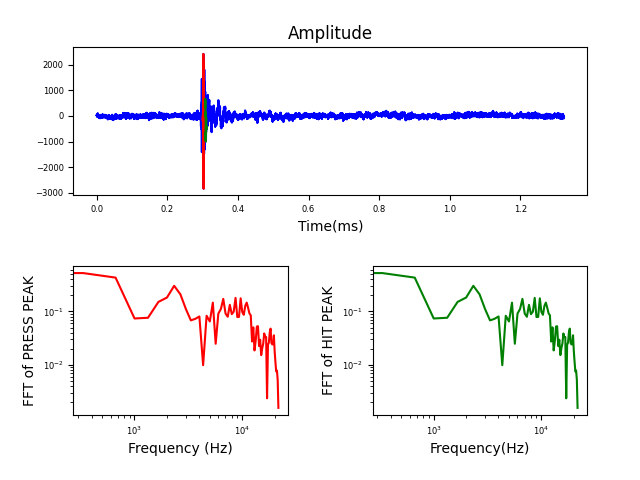 Amplitude
2000
1000
0
−1000
−2000
−3000
0.0 0.2 0.4 0.6 0.8 1.0 1.2
Time(ms)
FFT of PRESS PEAK
10⁻¹
10⁻²
10³ 10⁴
Frequency (Hz)
FFT of HIT PEAK
10⁻¹
10⁻²
10³ 10⁴
Frequency(Hz)